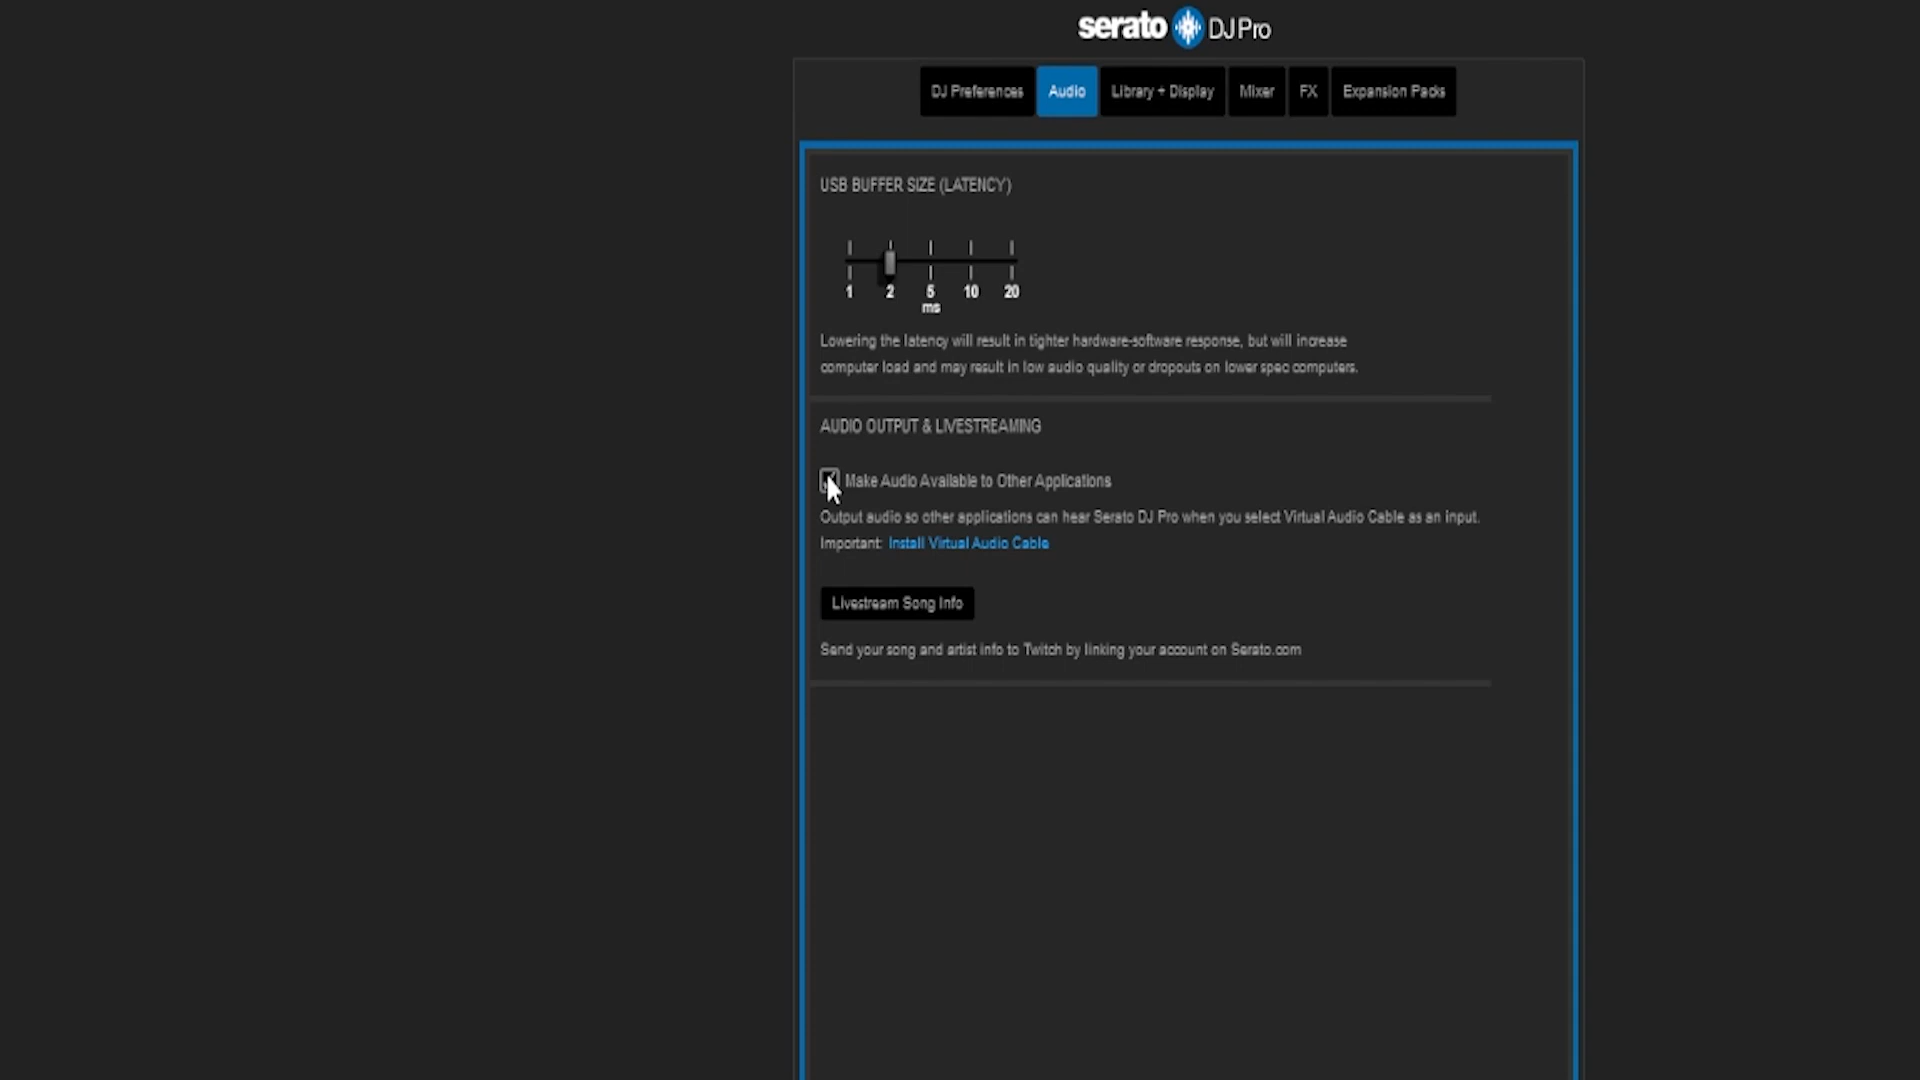 serato DJ Pro
DJ Preferences Audio Library + Display Mixer FX Expansion Packs
USB BUFFER SIZE (LATENCY)
1 2 5 10 20
ms
Lowering the latency will result in tighter hardware-software response, but will increase
computer load and may result in low audio quality or dropouts on lower spec computers.
AUDIO OUTPUT & LIVESTREAMING
Make Audio Available to Other Applications
Output audio so other applications can hear Serato DJ Pro when you select Virtual Audio Cable as an input.
Important: Install Virtual Audio Cable
Livestream Song Info
Send your song and artist info to Twitch by linking your account on Serato.com